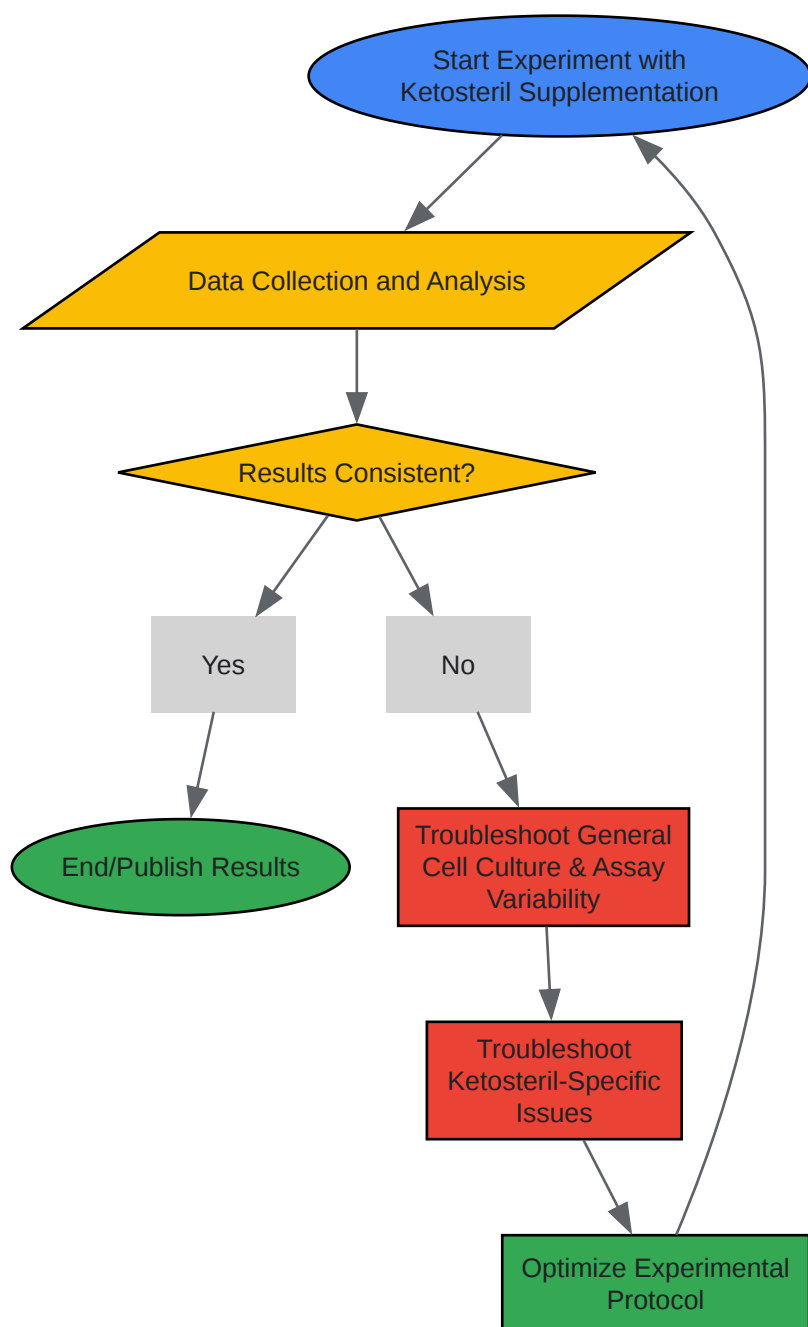 Start Experiment with
Ketosteril Supplementation
Data Collection and Analysis
Results Consistent?
Yes
No
Troubleshoot General
Cell Culture & Assay
Variability
End/Publish Results
Troubleshoot
Ketosteril-Specific
Issues
Optimize Experimental
Protocol